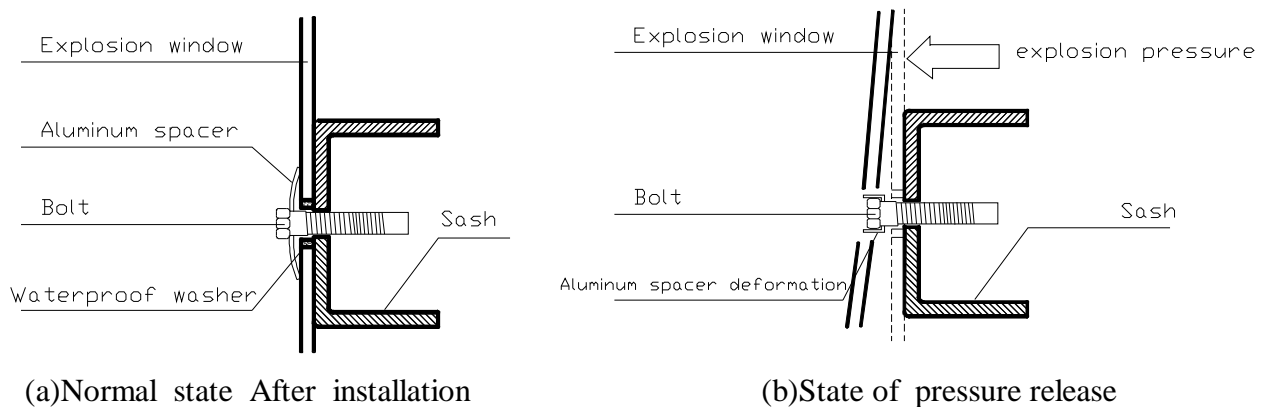 Explosion window
Aluminum spacer
Bolt
Sash
Waterproof washer
(a)Normal state After installation
Explosion window
explosion pressure
Bolt
Sash
Aluminum spacer deformation
(b)State of pressure release